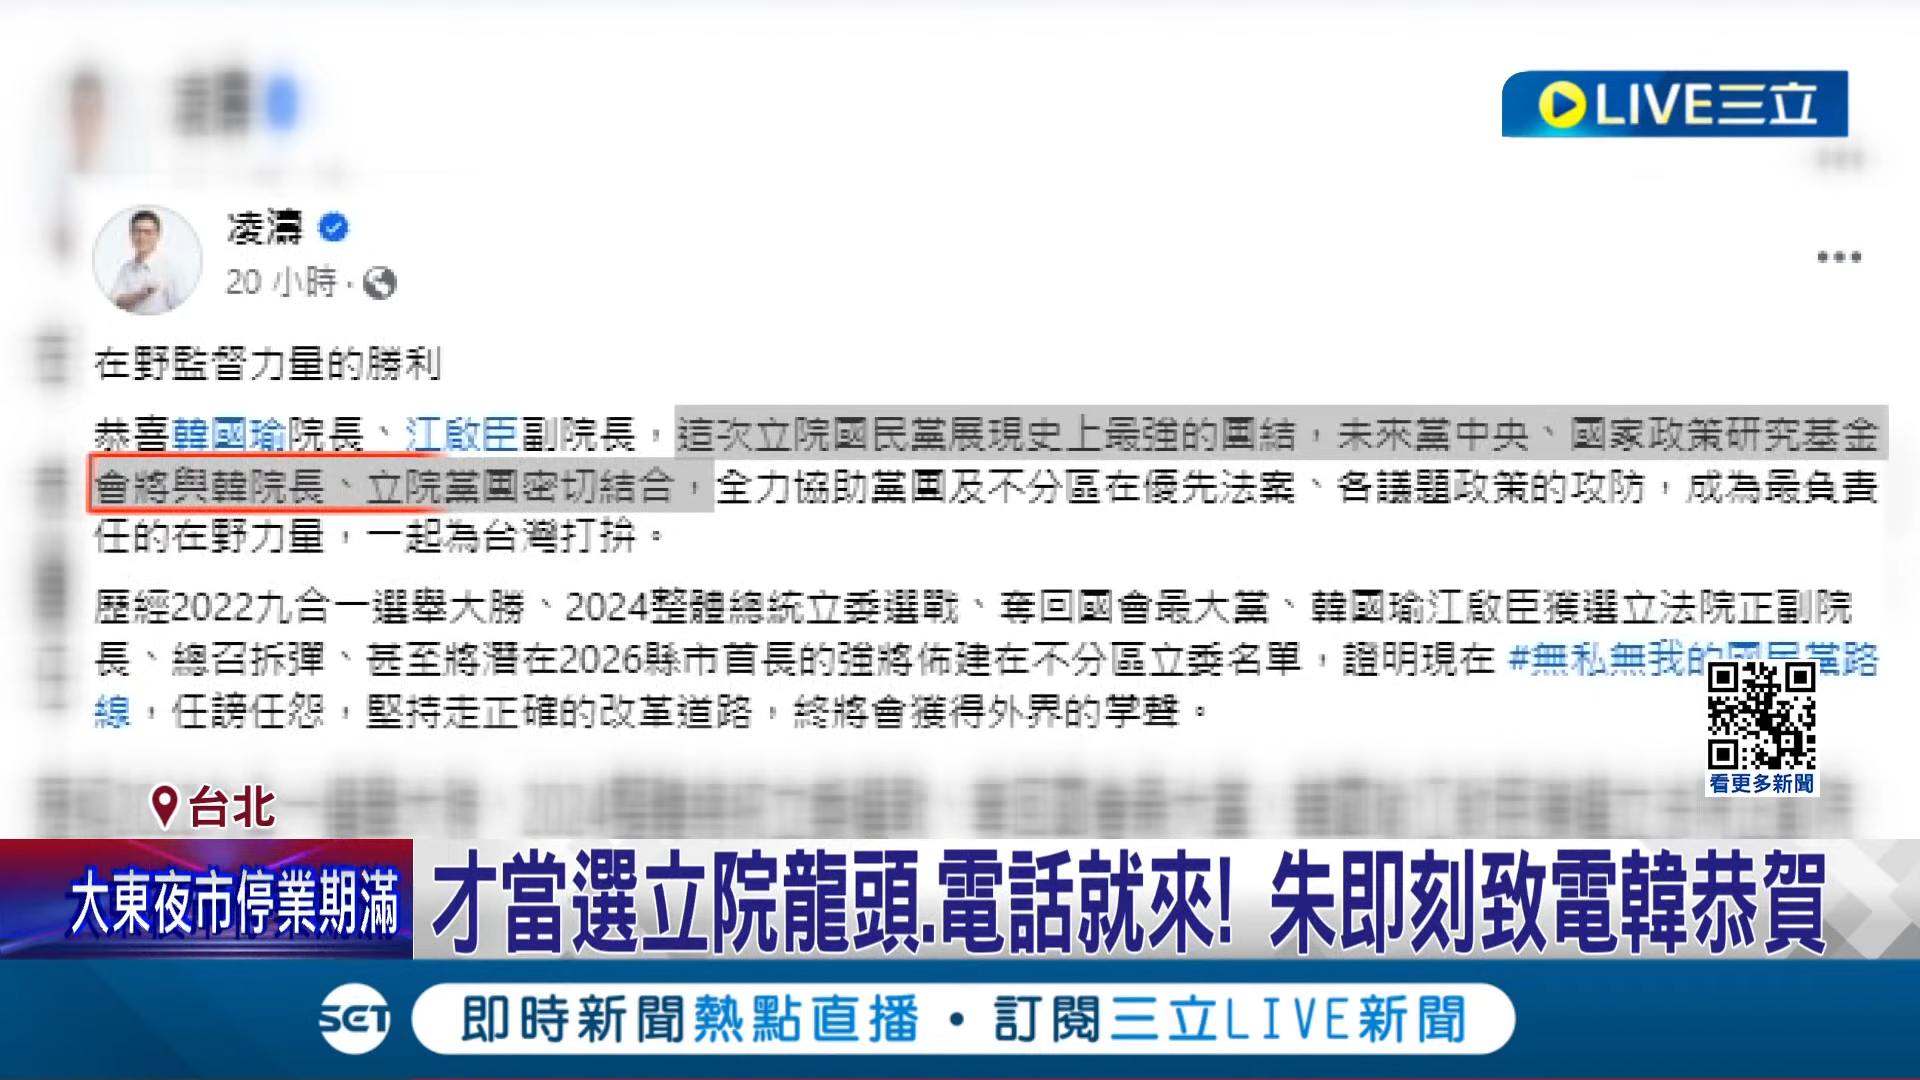 LIVE三立
凌濤
20 小時 ·
在野監督力量的勝利
恭喜韓國瑜院長、江啟臣副院長，這次立院國民黨展現史上最強的團結，未來黨中央、國家政策研究基金
會將與韓院長、立院黨團密切結合，全力協助黨團及不分區在優先法案、各議題政策的攻防，成為最負責
任的在野力量，一起為台灣打拚。
歷經2022九合一選舉大勝、2024整體總統立委選戰、奪回國會最大黨、韓國瑜江啟臣獲選立法院正副院
長、總召拆彈、甚至將潛在2026縣市首長的強將佈建在不分區立委名單，證明現在 #無私無我的國民黨路
線，任謗任怨，堅持走正確的改革道路，終將會獲得外界的掌聲。
看更多新聞
台北
大東夜市停業期滿
才當選立院龍頭.電話就來! 朱即刻致電韓恭賀
SET
即時新聞熱點直播・訂閱三立LIVE新聞